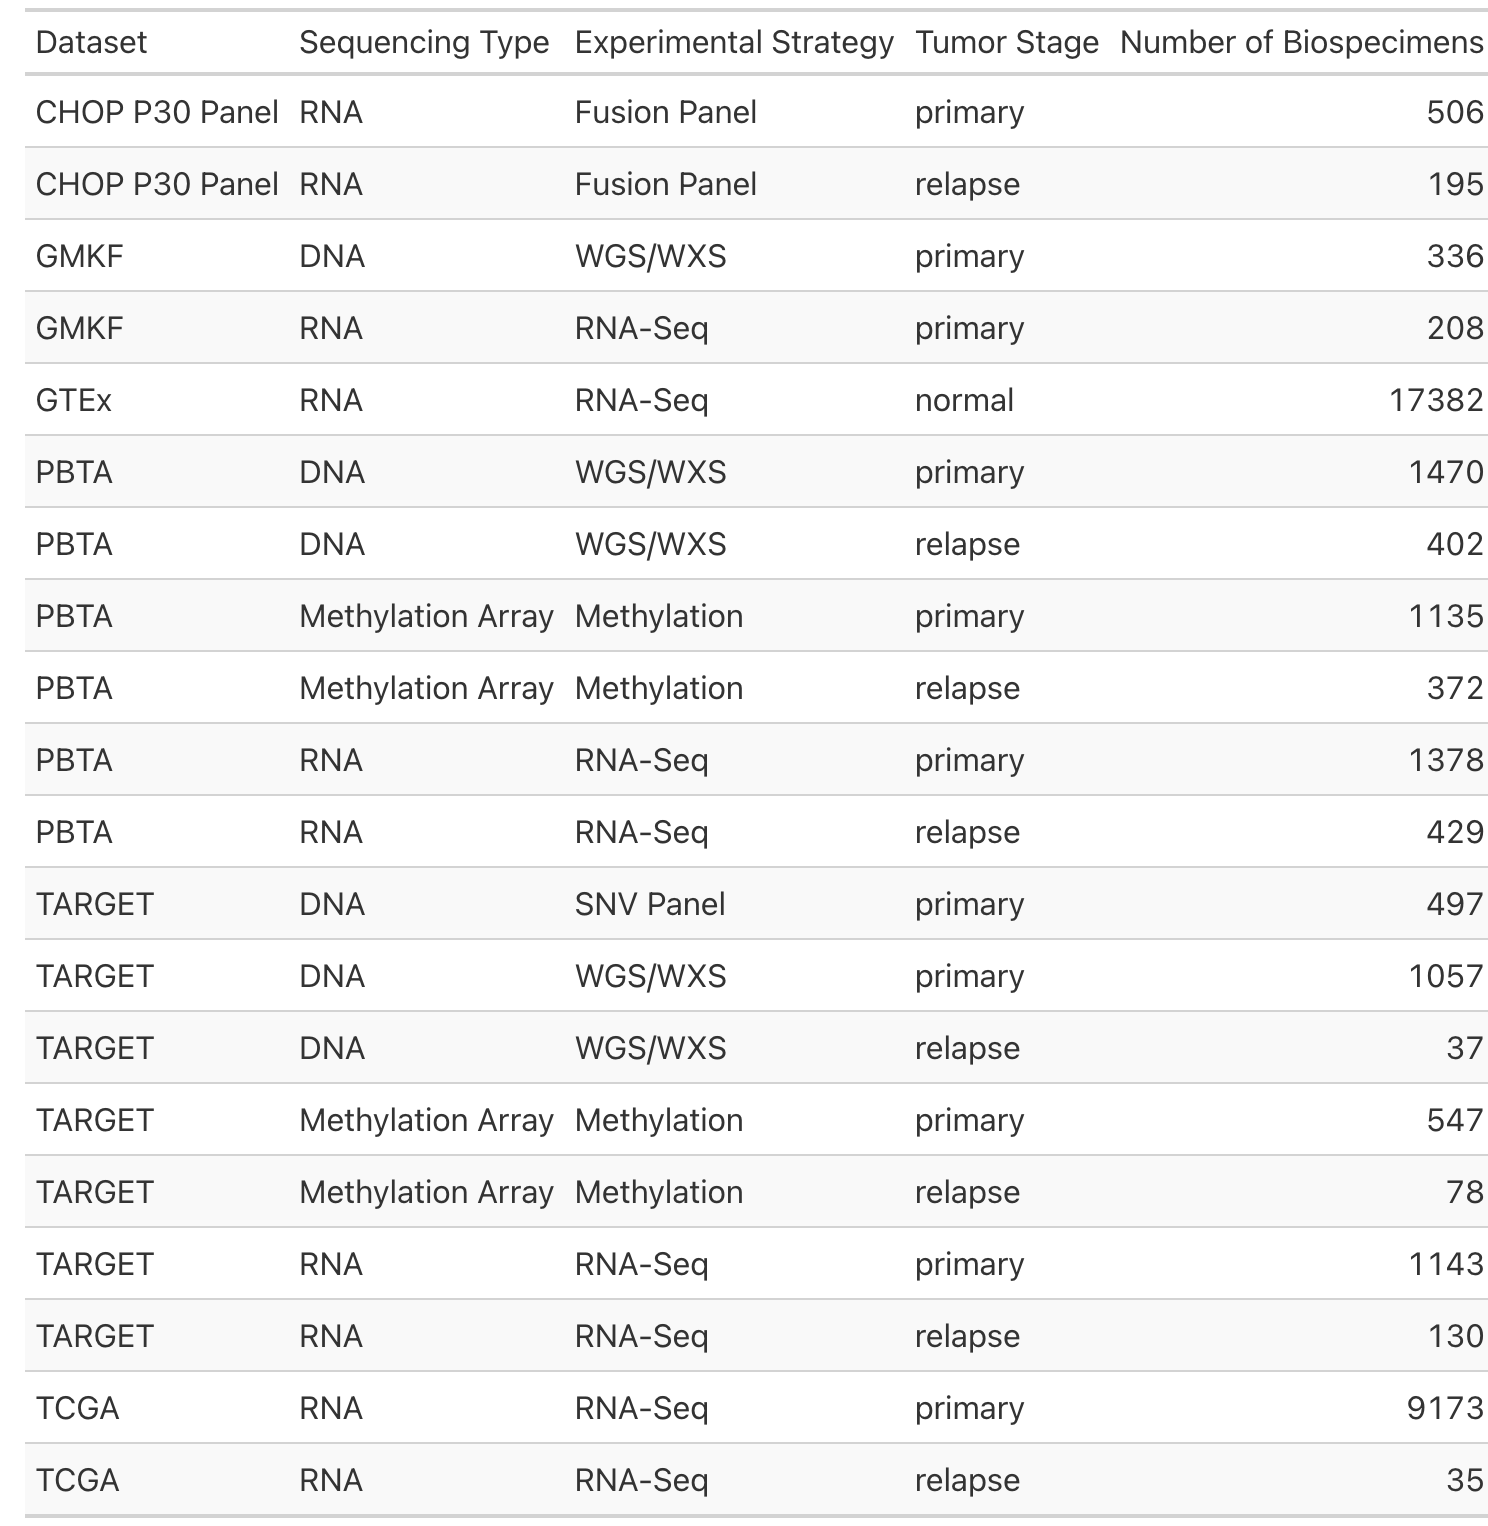 Dataset Sequencing Type Experimental Strategy Tumor Stage Number of Biospecimens
CHOP P30 Panel RNA Fusion Panel primary 506
CHOP P30 Panel RNA Fusion Panel relapse 195
GMKF DNA WGS/WXS primary 336
GMKF RNA RNA-Seq primary 208
GTEx RNA RNA-Seq normal 17382
PBTA DNA WGS/WXS primary 1470
PBTA DNA WGS/WXS relapse 402
PBTA Methylation Array Methylation primary 1135
PBTA Methylation Array Methylation relapse 372
PBTA RNA RNA-Seq primary 1378
PBTA RNA RNA-Seq relapse 429
TARGET DNA SNV Panel primary 497
TARGET DNA WGS/WXS primary 1057
TARGET DNA WGS/WXS relapse 37
TARGET Methylation Array Methylation primary 547
TARGET Methylation Array Methylation relapse 78
TARGET RNA RNA-Seq primary 1143
TARGET RNA RNA-Seq relapse 130
TCGA RNA RNA-Seq primary 9173
TCGA RNA RNA-Seq relapse 35